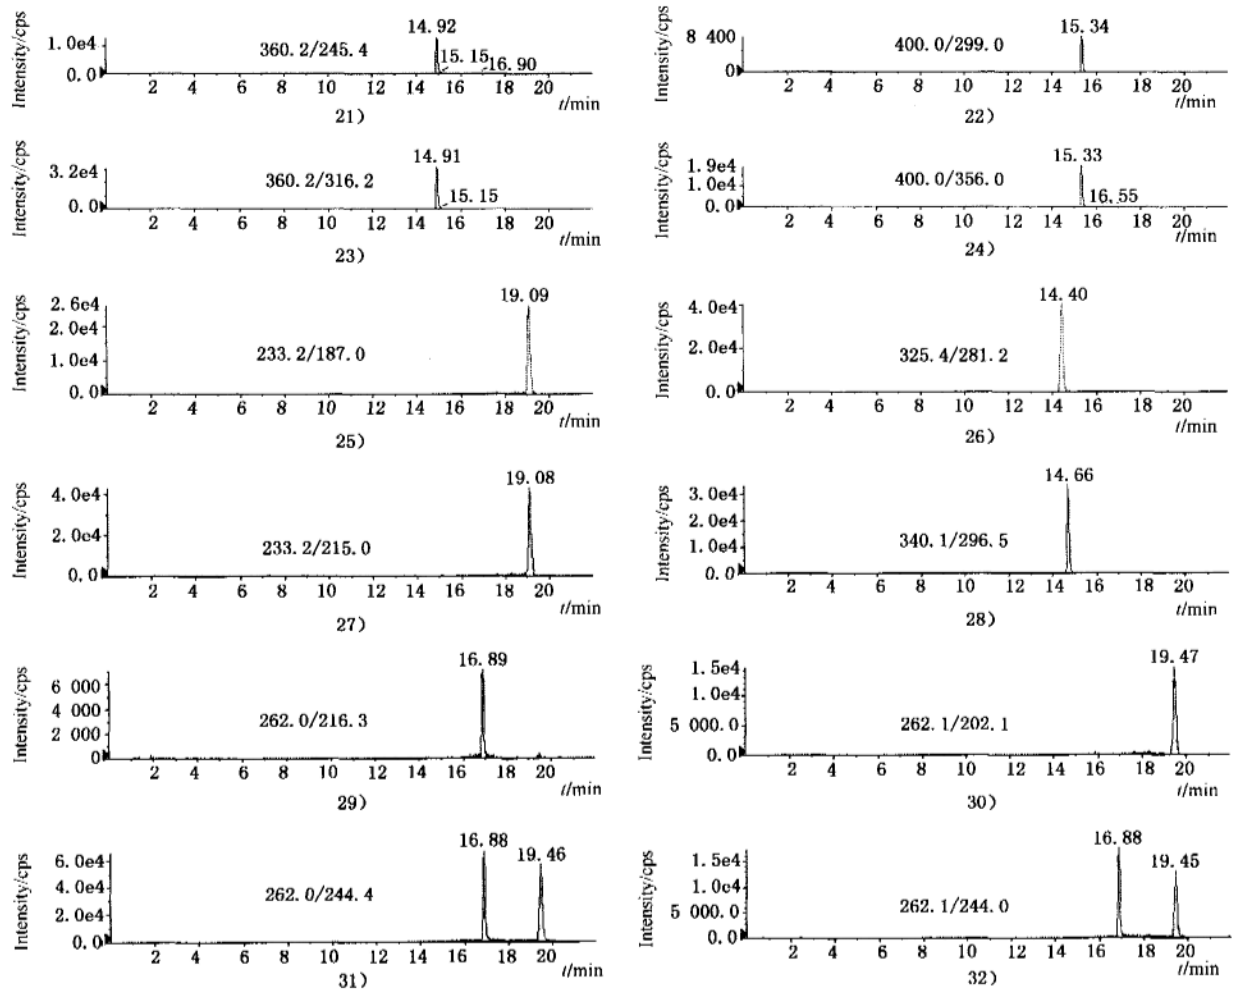 Intensity/cps
1.0e4
0.0
360.2/245.4
14.92
15.15
16.90
2 4 6 8 10 12 14 16 18 20
t/min
21)
Intensity/cps
8 400
0
400.0/299.0
15.34
2 4 6 8 10 12 14 16 18 20
t/min
22)
Intensity/cps
3.2e4
0.0
360.2/316.2
14.91
15.15
2 4 6 8 10 12 14 16 18 20
t/min
23)
Intensity/cps
1.9e4
1.0e4
0.0
400.0/356.0
15.33
16.55
2 4 6 8 10 12 14 16 18 20
t/min
24)
Intensity/cps
2.6e4
2.0e4
1.0e4
0.0
233.2/187.0
19.09
2 4 6 8 10 12 14 16 18 20
t/min
25)
Intensity/cps
4.0e4
2.0e4
0.0
325.4/281.2
14.40
2 4 6 8 10 12 14 16 18 20
t/min
26)
Intensity/cps
4.0e4
2.0e4
0.0
233.2/215.0
19.08
2 4 6 8 10 12 14 16 18 20
t/min
27)
Intensity/cps
3.0e4
2.0e4
1.0e4
0.0
340.1/296.5
14.66
2 4 6 8 10 12 14 16 18 20
t/min
28)
Intensity/cps
6 000
4 000
2 000
0
262.0/216.3
16.89
2 4 6 8 10 12 14 16 18 20
t/min
29)
Intensity/cps
1.5e4
1.0e4
5 000.0
0.0
262.1/202.1
19.47
2 4 6 8 10 12 14 16 18 20
t/min
30)
Intensity/cps
6.0e4
4.0e4
2.0e4
0.0
262.0/244.4
16.88
19.46
2 4 6 8 10 12 14 16 18 20
t/min
31)
Intensity/cps
1.5e4
1.0e4
5 000.0
0.0
262.1/244.0
16.88
19.45
2 4 6 8 10 12 14 16 18 20
t/min
32)